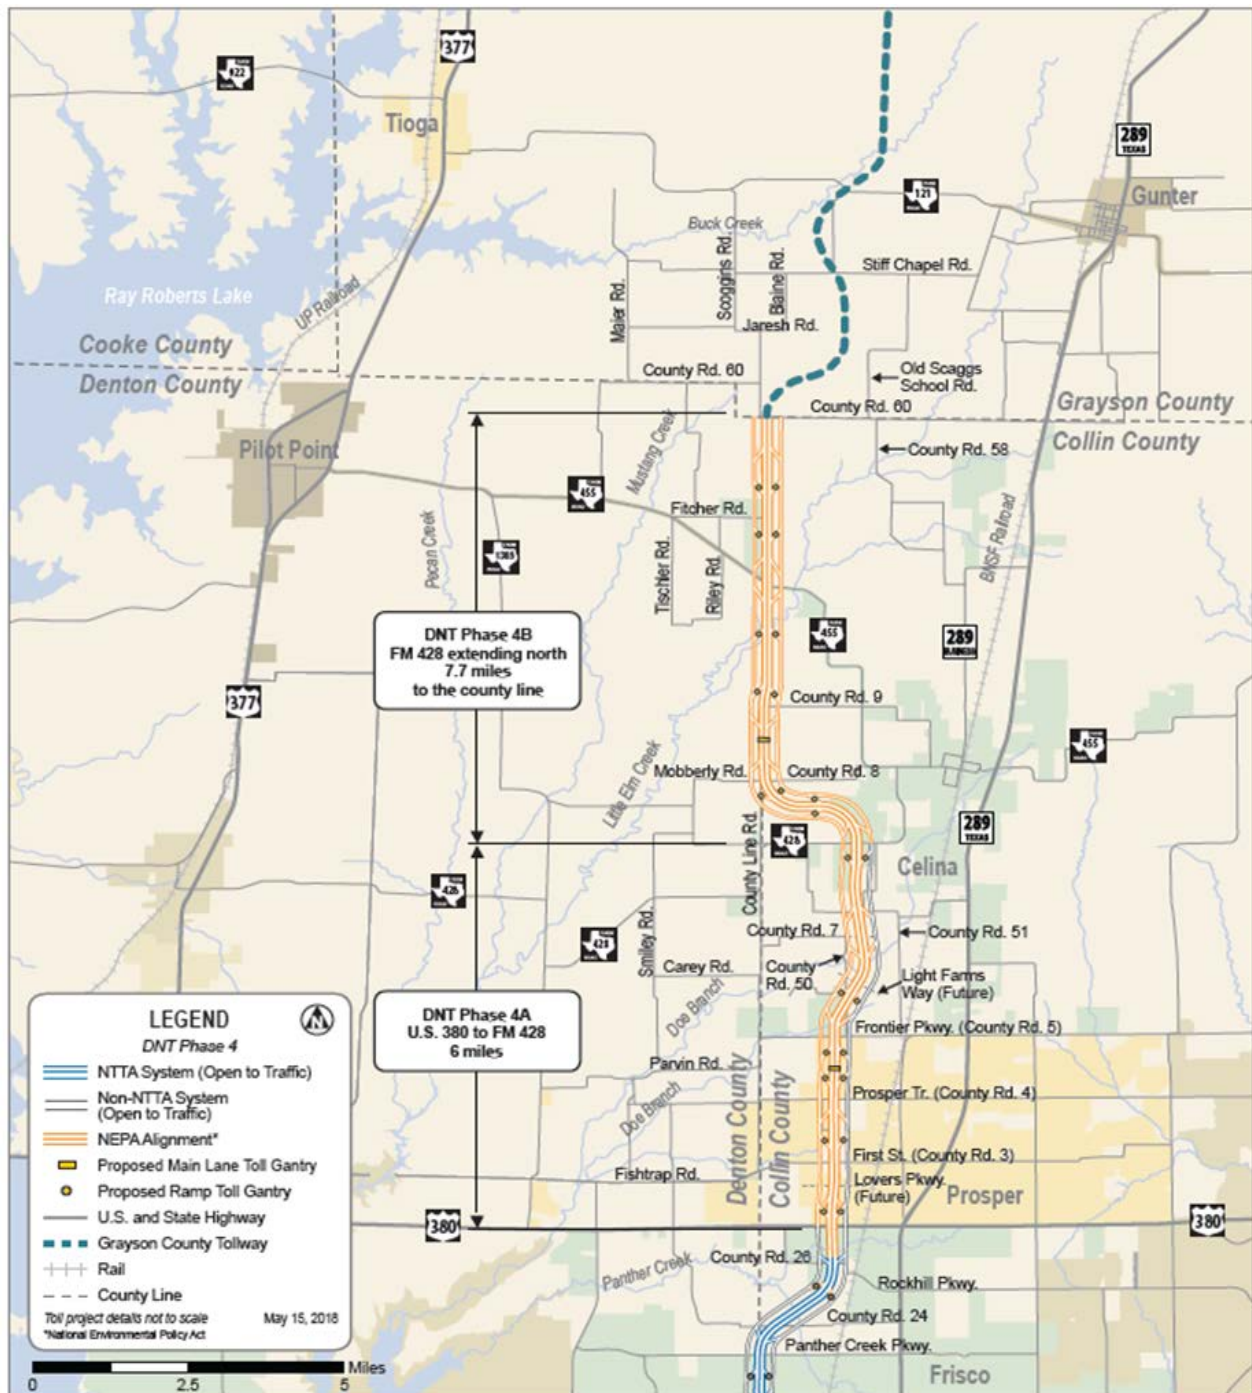 377
922
Tioga
289
TEXAS
121
Gunter
Buck Creek
Scoggins Rd.
Blaine Rd.
Stiff Chapel Rd.
Ray Roberts Lake
UP Railroad
Maier Rd.
Jaresh Rd.
Cooke County
Denton County
County Rd. 60
Old Scaggs
School Rd.
County Rd. 60
Grayson County
Collin County
Pilot Point
Mustang Creek
County Rd. 58
455
Fitcher Rd.
Pecan Creek
1385
BNSF Railroad
Tischler Rd.
Riley Rd.
DNT Phase 4B
FM 428 extending north
7.7 miles
to the county line
455
289
377
County Rd. 9
455
Little Elm Creek
Mobberly Rd.
County Rd. 8
County Line Rd.
428
289
TEXAS
Celina
426
Smiley Rd.
428
County Rd. 7
County Rd. 51
Carey Rd.
County
Rd. 50
Light Farms
Way (Future)
Doe Branch
DNT Phase 4A
U.S. 380 to FM 428
6 miles
Frontier Pkwy. (County Rd. 5)
Parvin Rd.
Denton County
Collin County
Prosper Tr. (County Rd. 4)
Doe Branch
First St. (County Rd. 3)
Fishtrap Rd.
Lovers Pkwy.
(Future)
Prosper
380
380
County Rd. 26
Panther Creek
Rockhill Pkwy.
County Rd. 24
Panther Creek Pkwy.
Frisco
LEGEND
N
DNT Phase 4
NTTA System (Open to Traffic)
Non-NTTA System
(Open to Traffic)
NEPA Alignment*
Proposed Main Lane Toll Gantry
Proposed Ramp Toll Gantry
U.S. and State Highway
Grayson County Tollway
Rail
County Line
Toll project details not to scale
May 15, 2018
*National Environmental Policy Act
0
2.5
5
Miles